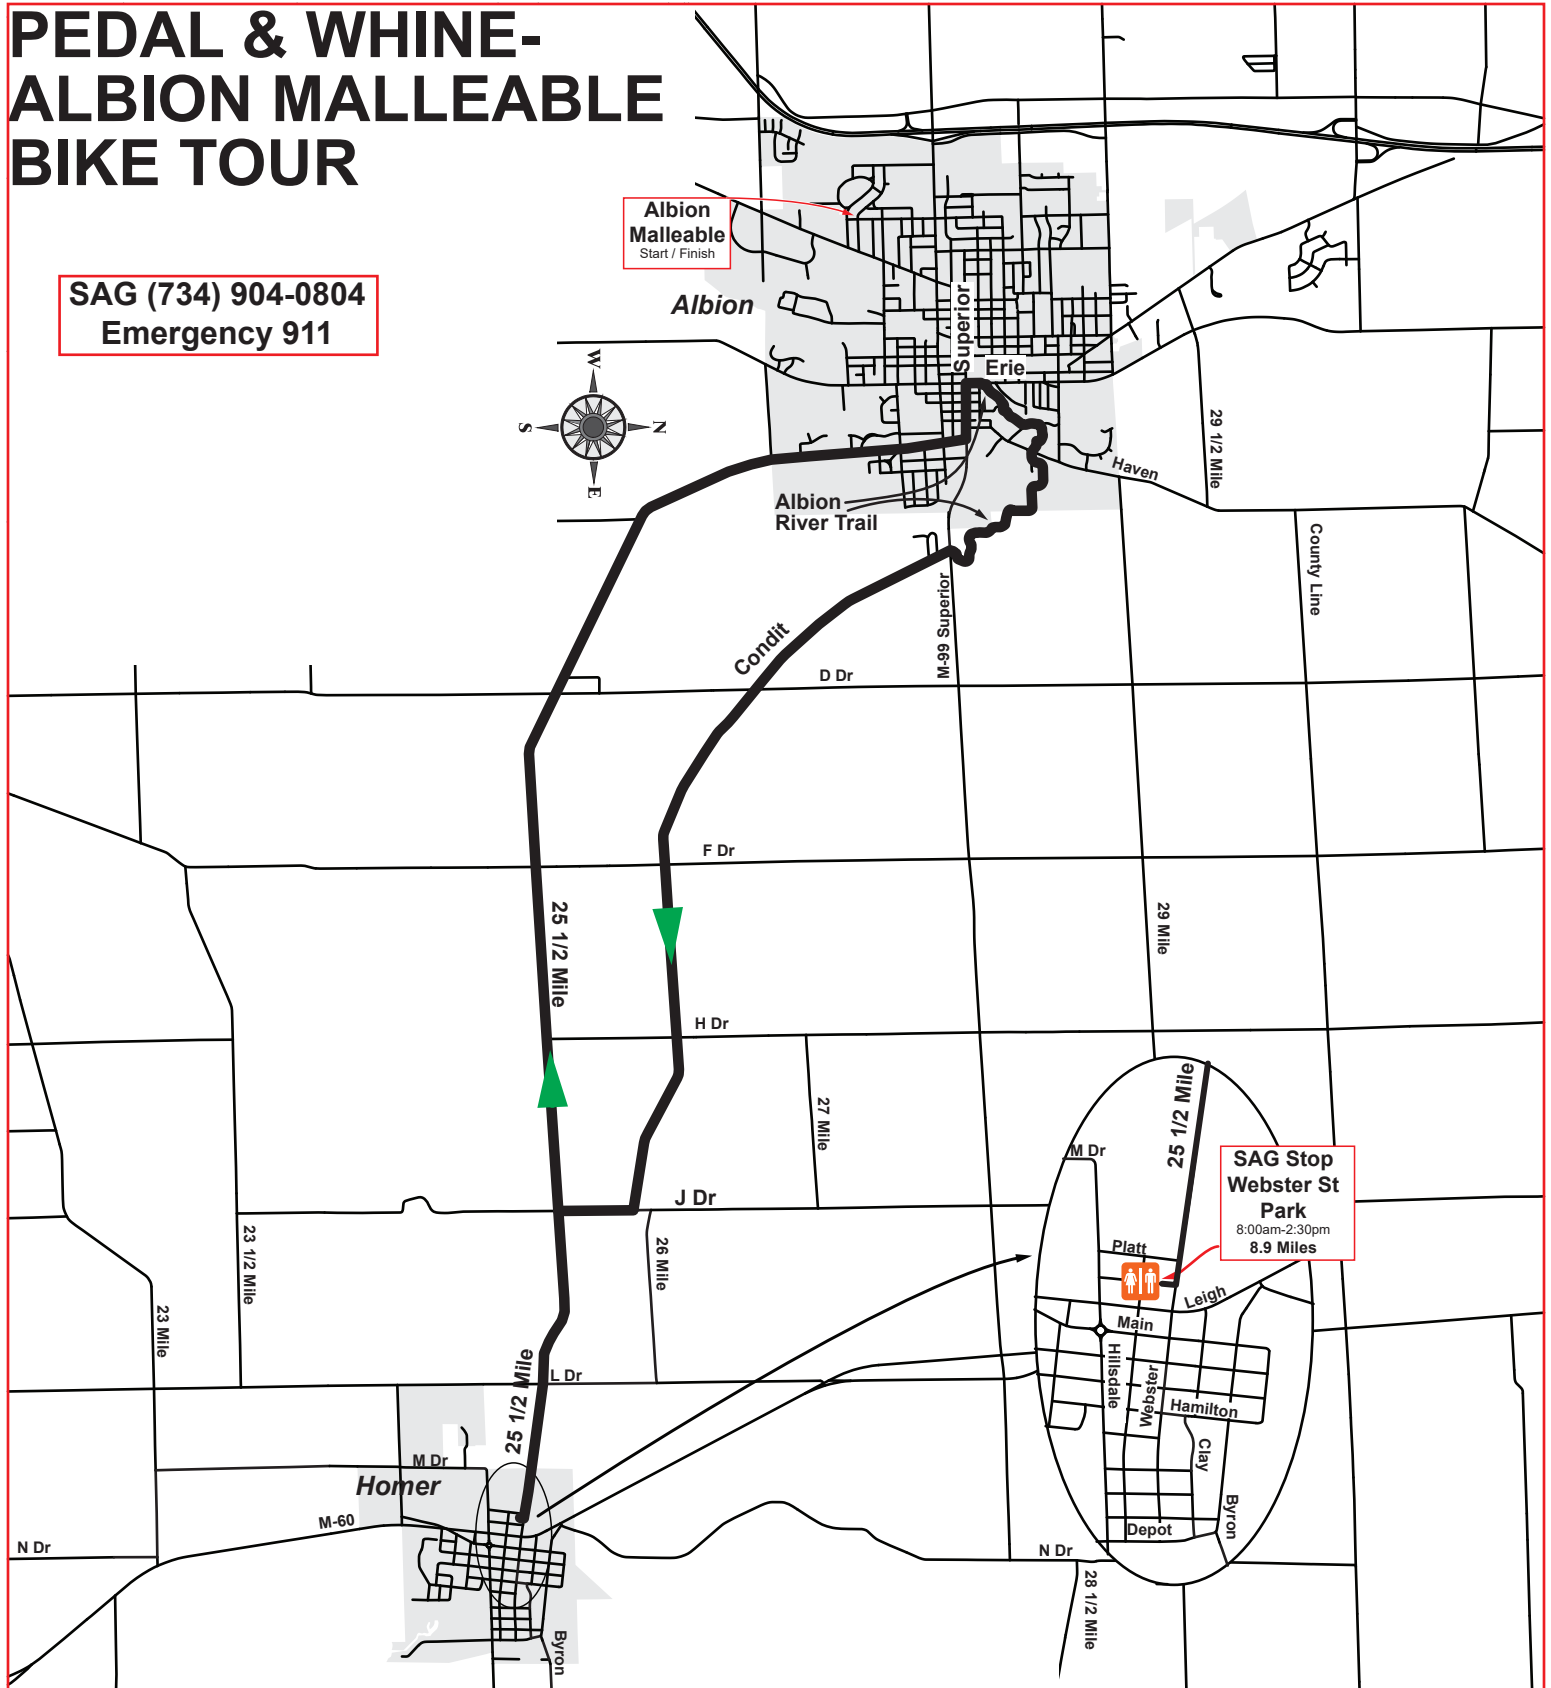 PEDAL & WHINE-
ALBION MALLEABLE
BIKE TOUR
SAG (734) 904-0804
Emergency 911
Albion
Malleable
Start / Finish
Albion
Superior
Erie
W
N
S
E
29 1/2 Mile
Haven
Albion
River Trail
County Line
M-99 Superior
Condit
D Dr
F Dr
25 1/2 Mile
29 Mile
H Dr
27 Mile
J Dr
23 1/2 Mile
26 Mile
23 Mile
25 1/2 Mile
L Dr
M Dr
Homer
M-60
N Dr
Byron
N Dr
28 1/2 Mile
25 1/2 Mile
M Dr
SAG Stop
Webster St
Park
8:00am-2:30pm
8.9 Miles
Platt
Leigh
Main
Hillsdale
Webster
Hamilton
Clay
Byron
Depot